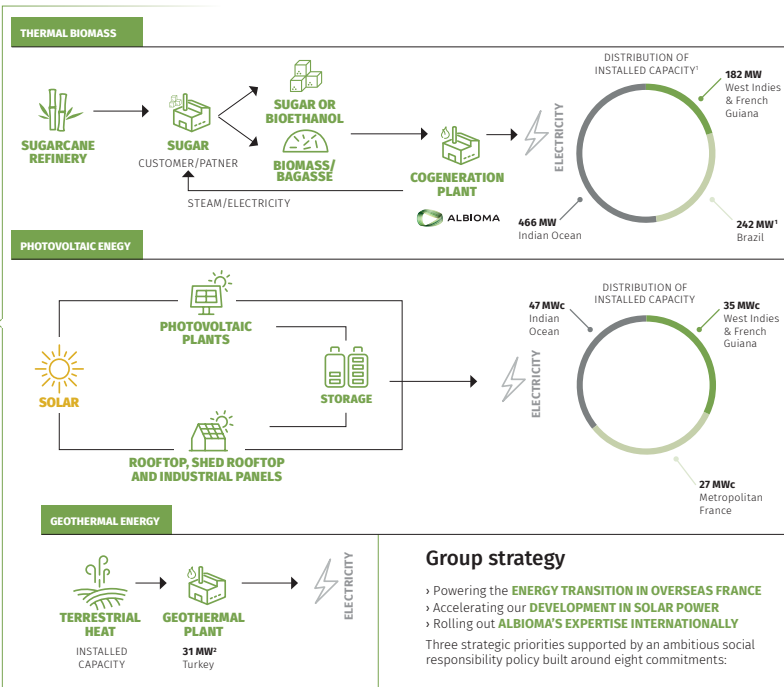 THERMAL BIOMASS
SUGARCANE
REFINERY
SUGAR
CUSTOMER/PATNER
SUGAR OR
BIOETHANOL
BIOMASS/
BAGASSE
STEAM/ELECTRICITY
COGENERATION
PLANT
ALBIOMA
ELECTRICITY
DISTRIBUTION OF
INSTALLED CAPACITY¹
182 MW
West Indies
& French
Guiana
466 MW
Indian Ocean
242 MW¹
Brazil
PHOTOVOLTAIC ENEGY
SOLAR
PHOTOVOLTAIC
PLANTS
STORAGE
ROOFTOP, SHED ROOFTOP
AND INDUSTRIAL PANELS
ELECTRICITY
DISTRIBUTION OF
INSTALLED CAPACITY
47 MWc
Indian
Ocean
35 MWc
West Indies
& French
Guiana
27 MWc
Metropolitan
France
GEOTHERMAL ENERGY
TERRESTRIAL
HEAT
INSTALLED
CAPACITY
GEOTHERMAL
PLANT
31 MW²
Turkey
ELECTRICITY
Group strategy
› Powering the ENERGY TRANSITION IN OVERSEAS FRANCE
› Accelerating our DEVELOPMENT IN SOLAR POWER
› Rolling out ALBIOMA'S EXPERTISE INTERNATIONALLY
Three strategic priorities supported by an ambitious social
responsibility policy built around eight commitments: